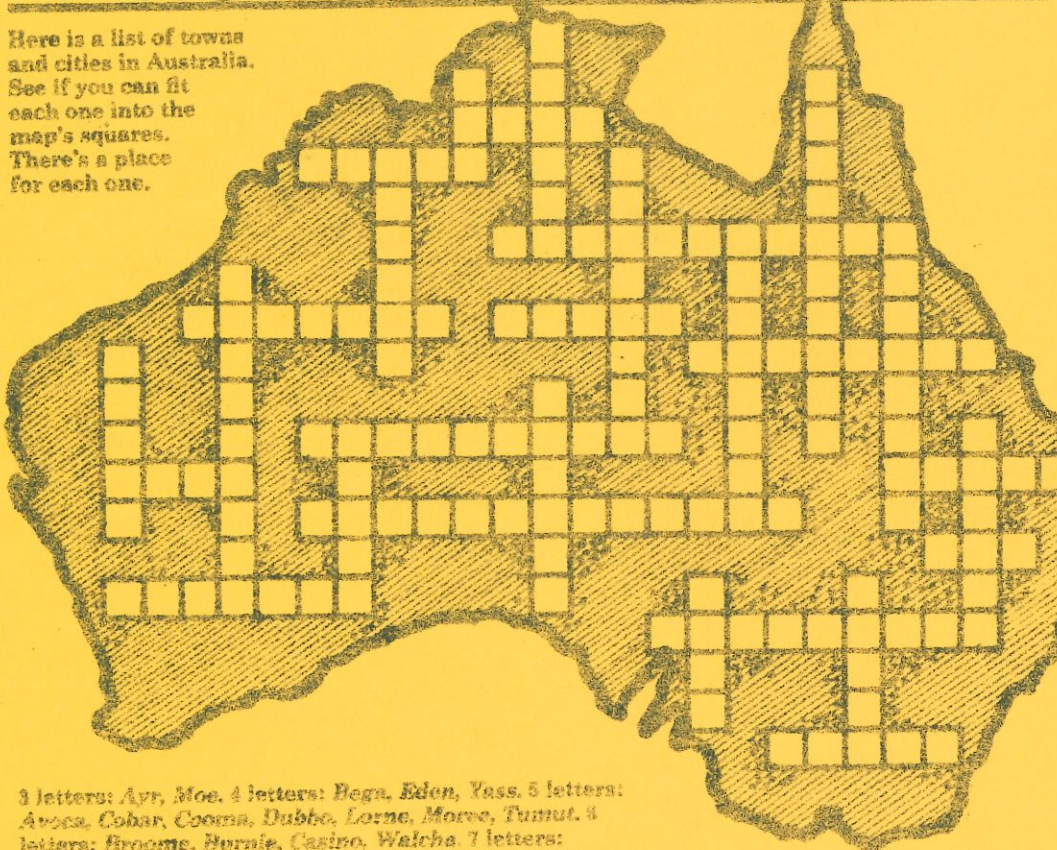 Here is a list of towns
and cities in Australia.
See if you can fit
each one into the
map's squares.
There's a place
for each one.
3 letters: Ayr, Moe. 4 letters: Bega, Eden, Yass. 5 letters:
Avoca, Cobar, Cooma, Dubbo, Lorne, Moree, Tumut. 6
letters: Broome, Burnie, Casino, Walcha. 7 letters: